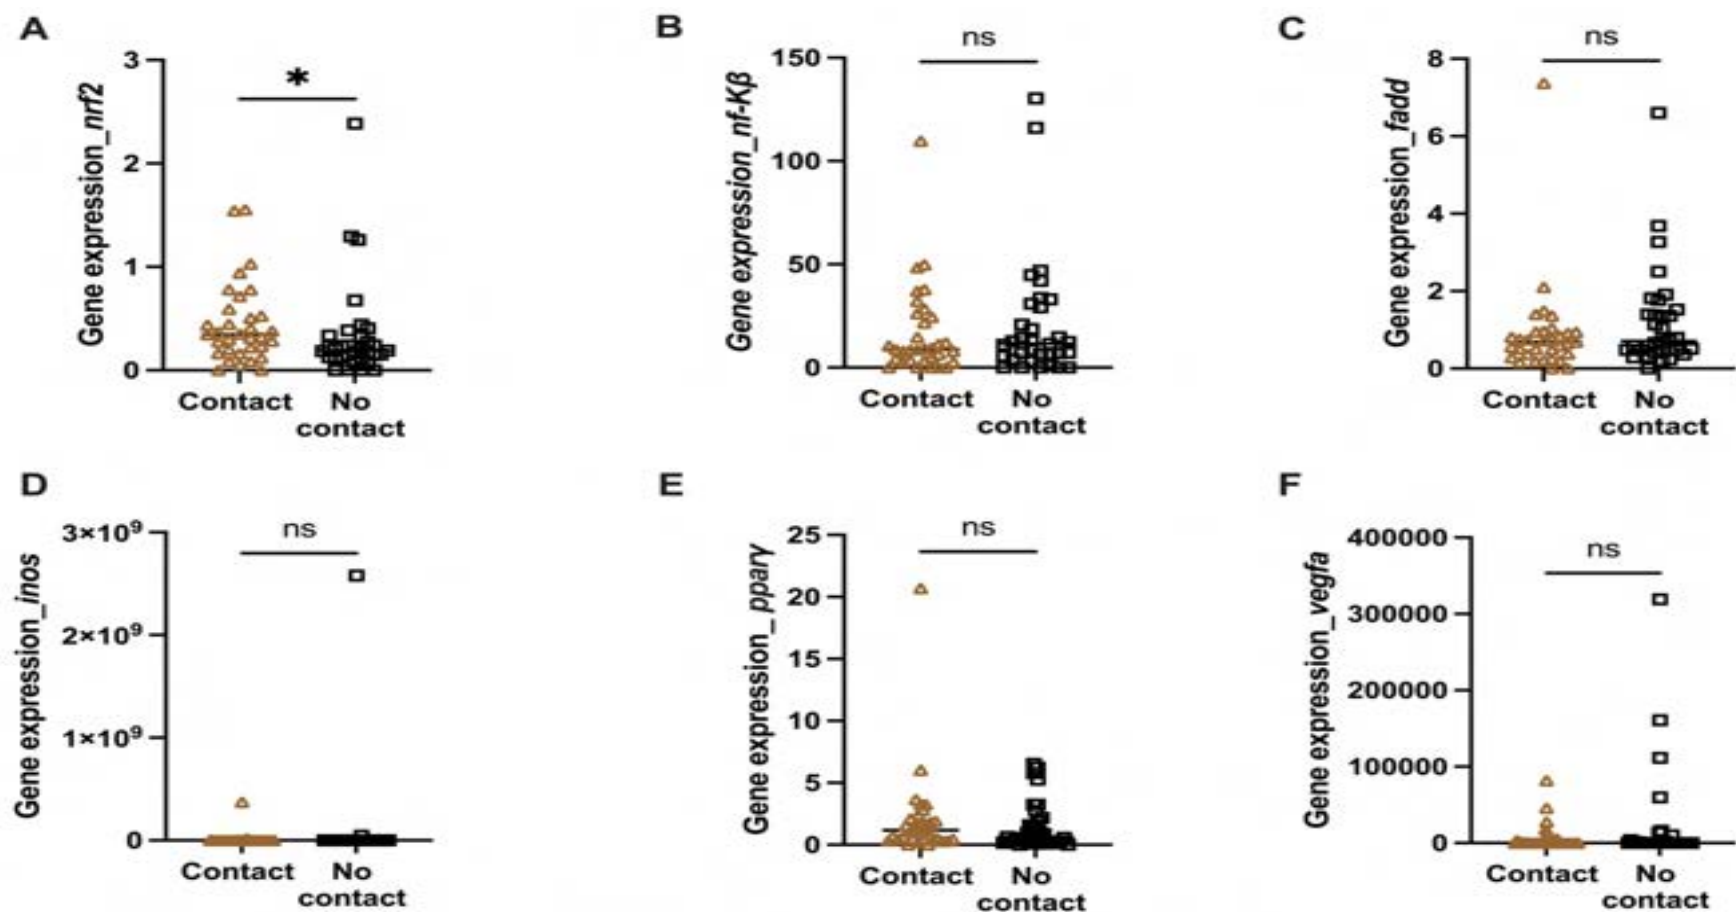 A
Gene expression_nrf2
3
2
1
0
*
Contact
No
contact
B
Gene expression_nf-Kβ
150
100
50
0
ns
Contact
No
contact
C
Gene expression_fadd
8
6
4
2
0
ns
Contact
No
contact
D
Gene expression_inos
3×10⁹
2×10⁹
1×10⁹
0
ns
Contact
No
contact
E
Gene expression_pparγ
25
20
15
10
5
0
ns
Contact
No
contact
F
Gene expression_vegfa
400000
300000
200000
100000
0
ns
Contact
No
contact